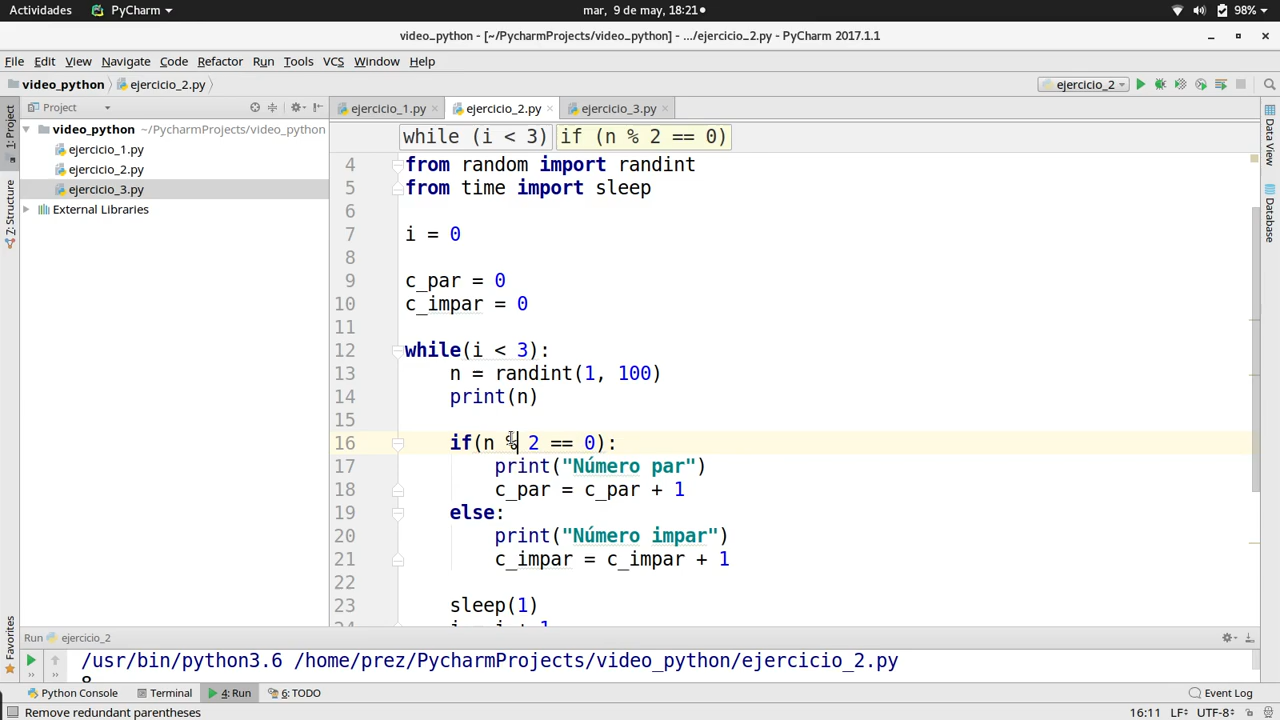 Actividades PyCharm mar, 9 de may, 18:21 98%
video_python - [~/PycharmProjects/video_python] - .../ejercicio_2.py - PyCharm 2017.1.1
File Edit View Navigate Code Refactor Run Tools VCS Window Help
video_python ejercicio_2.py ejercicio_2
Project ejercicio_1.py ejercicio_2.py ejercicio_3.py
1: Project
Z: Structure
Favorites
Data View
Database
video_python ~/PycharmProjects/video_python
ejercicio_1.py
ejercicio_2.py
ejercicio_3.py
External Libraries
while (i < 3) if (n % 2 == 0)
4 from random import randint
5 from time import sleep
6
7 i = 0
8
9 c_par = 0
10 c_impar = 0
11
12 while(i < 3):
13 n = randint(1, 100)
14 print(n)
15
16 if(n % 2 == 0):
17 print("Número par")
18 c_par = c_par + 1
19 else:
20 print("Número impar")
21 c_impar = c_impar + 1
22
23 sleep(1)
24 i = i + 1
Run ejercicio_2
/usr/bin/python3.6 /home/prez/PycharmProjects/video_python/ejercicio_2.py
Python Console Terminal 4: Run 6: TODO Event Log
Remove redundant parentheses 16:11 LF UTF-8